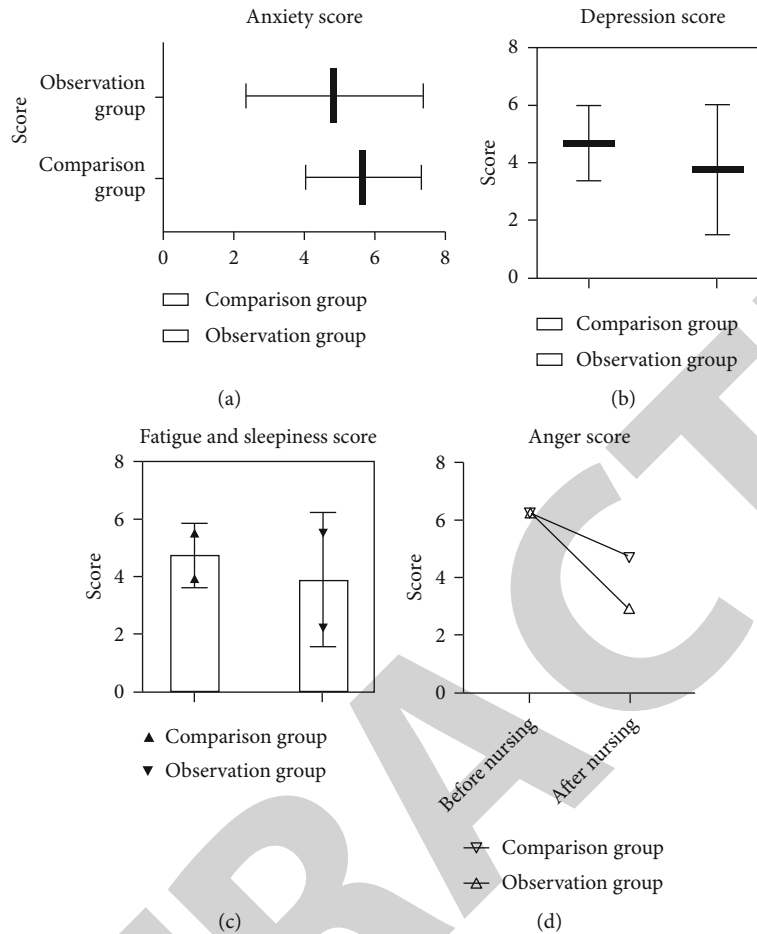 Anxiety score
Score
Observation
group
Comparison
group
0 2 4 6 8
Comparison group
Observation group
(a)
Depression score
Score
8
6
4
2
0
Comparison group
Observation group
(b)
Fatigue and sleepiness score
Score
8
6
4
2
0
Comparison group
Observation group
(c)
Anger score
Score
8
6
4
2
0
Before nursing
After nursing
Comparison group
Observation group
(d)